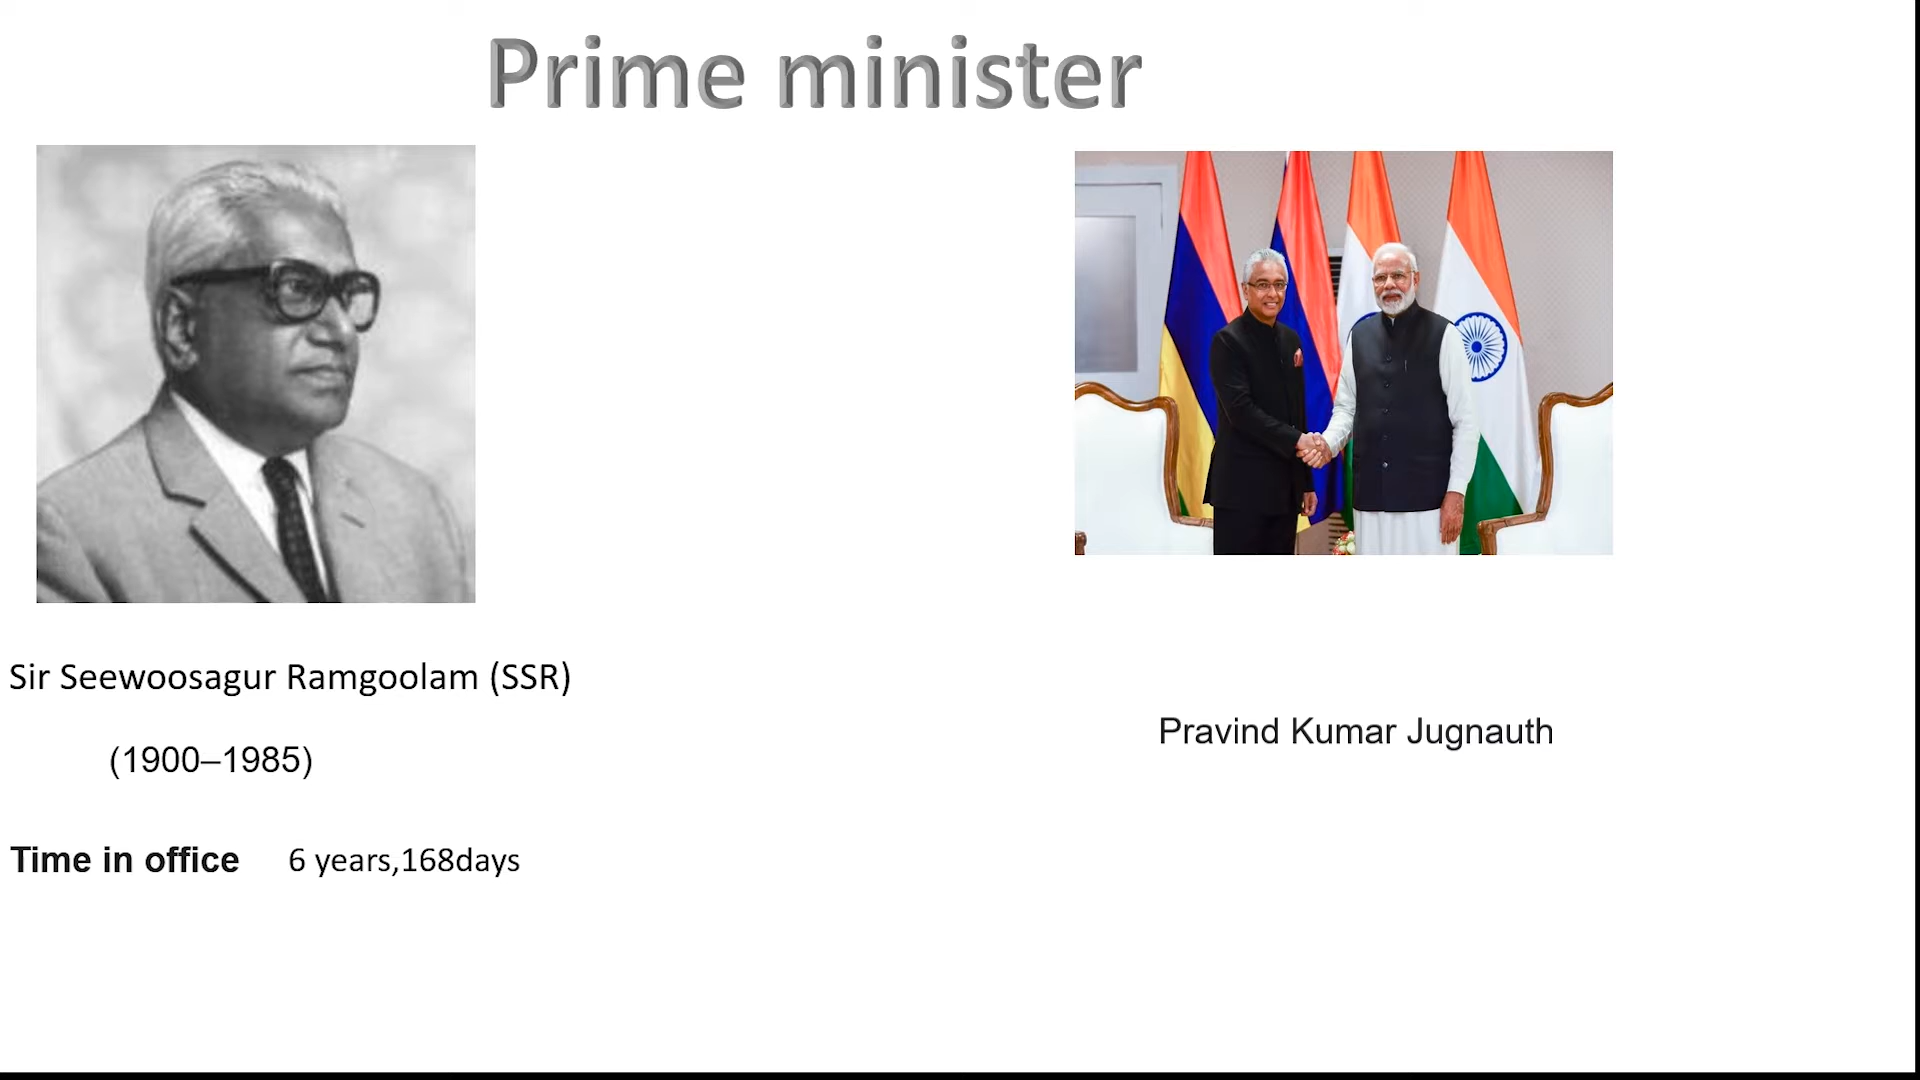 Prime minister
Sir Seewoosagur Ramgoolam (SSR)
(1900–1985)
Time in office 6 years,168days
Pravind Kumar Jugnauth